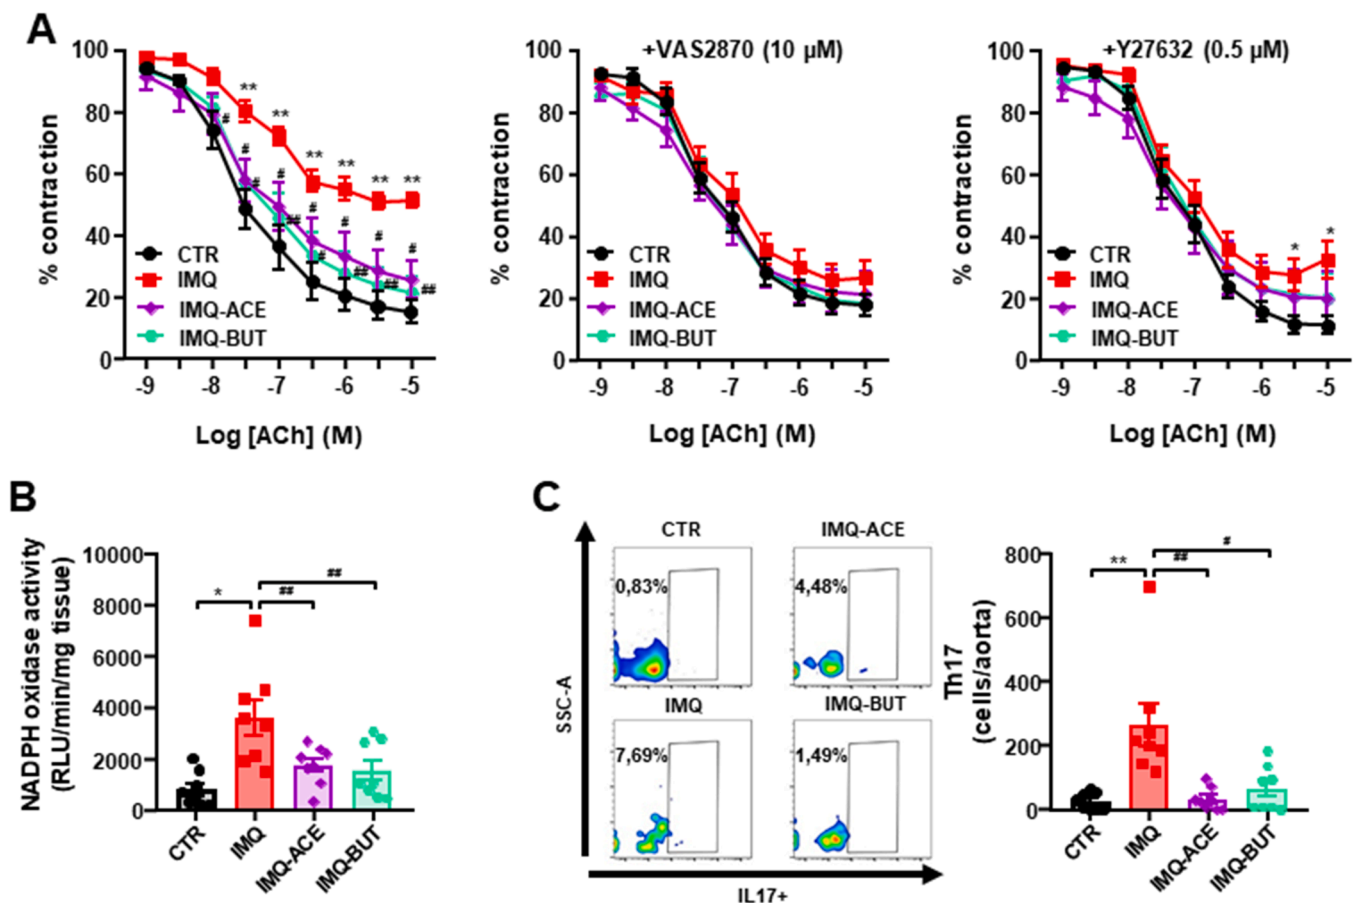 A
+VAS2870 (10 µM)
+Y27632 (0.5 µM)
100
80
60
40
20
0
% contraction
**
**
**
**
**
**
#
#
#
#
#
#
#
#
#
##
##
##
##
CTR
IMQ
IMQ-ACE
IMQ-BUT
-9
-8
-7
-6
-5
Log [ACh] (M)
100
80
60
40
20
0
% contraction
CTR
IMQ
IMQ-ACE
IMQ-BUT
-9
-8
-7
-6
-5
Log [ACh] (M)
100
80
60
40
20
0
% contraction
*
*
CTR
IMQ
IMQ-ACE
IMQ-BUT
-9
-8
-7
-6
-5
Log [ACh] (M)
B
NADPH oxidase activity
(RLU/min/mg tissue)
10000
8000
6000
4000
2000
0
*
##
##
CTR
IMQ
IMQ-ACE
IMQ-BUT
C
CTR
IMQ-ACE
0,83%
4,48%
IMQ
IMQ-BUT
7,69%
1,49%
SSC-A
IL17+
Th17
(cells/aorta)
800
600
400
200
0
**
##
#
CTR
IMQ
IMQ-ACE
IMQ-BUT